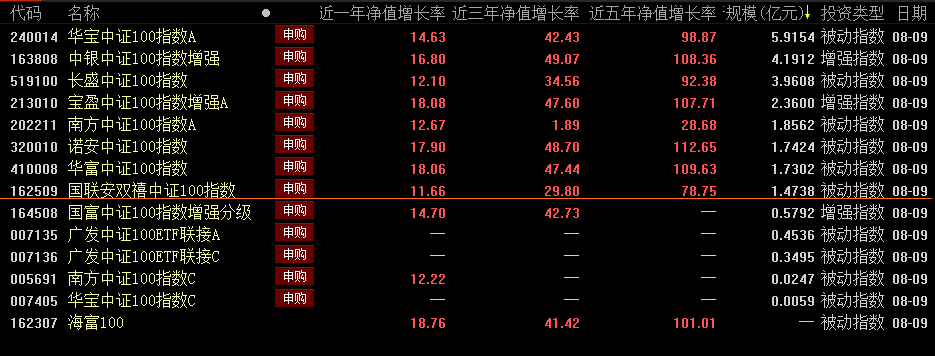 代码 名称 近一年净值增长率 近三年净值增长率 近五年净值增长率 规模(亿元)↓ 投资类型 日期
240014 华宝中证100指数A 申购 14.63 42.43 98.87 5.9154 被动指数 08-09
163808 中银中证100指数增强 申购 16.80 49.07 108.36 4.1912 增强指数 08-09
519100 长盛中证100指数 申购 12.10 34.56 92.38 3.9608 被动指数 08-09
213010 宝盈中证100指数增强A 申购 18.08 47.60 107.71 2.3600 增强指数 08-09
202211 南方中证100指数A 申购 12.67 1.89 28.68 1.8562 被动指数 08-09
320010 诺安中证100指数 申购 17.90 48.70 112.65 1.7424 被动指数 08-09
410008 华富中证100指数 申购 18.06 47.44 109.63 1.7302 被动指数 08-09
162509 国联安双禧中证100指数 申购 11.66 29.80 78.75 1.4738 被动指数 08-09
164508 国富中证100指数增强分级 申购 14.70 42.73 — 0.5792 增强指数 08-09
007135 广发中证100ETF联接A 申购 — — — 0.4536 被动指数 08-09
007136 广发中证100ETF联接C 申购 — — — 0.3495 被动指数 08-09
005691 南方中证100指数C 申购 12.22 — — 0.0247 被动指数 08-09
007405 华宝中证100指数C 申购 — — — 0.0059 被动指数 08-09
162307 海富100 18.76 41.42 101.01 — 被动指数 08-09